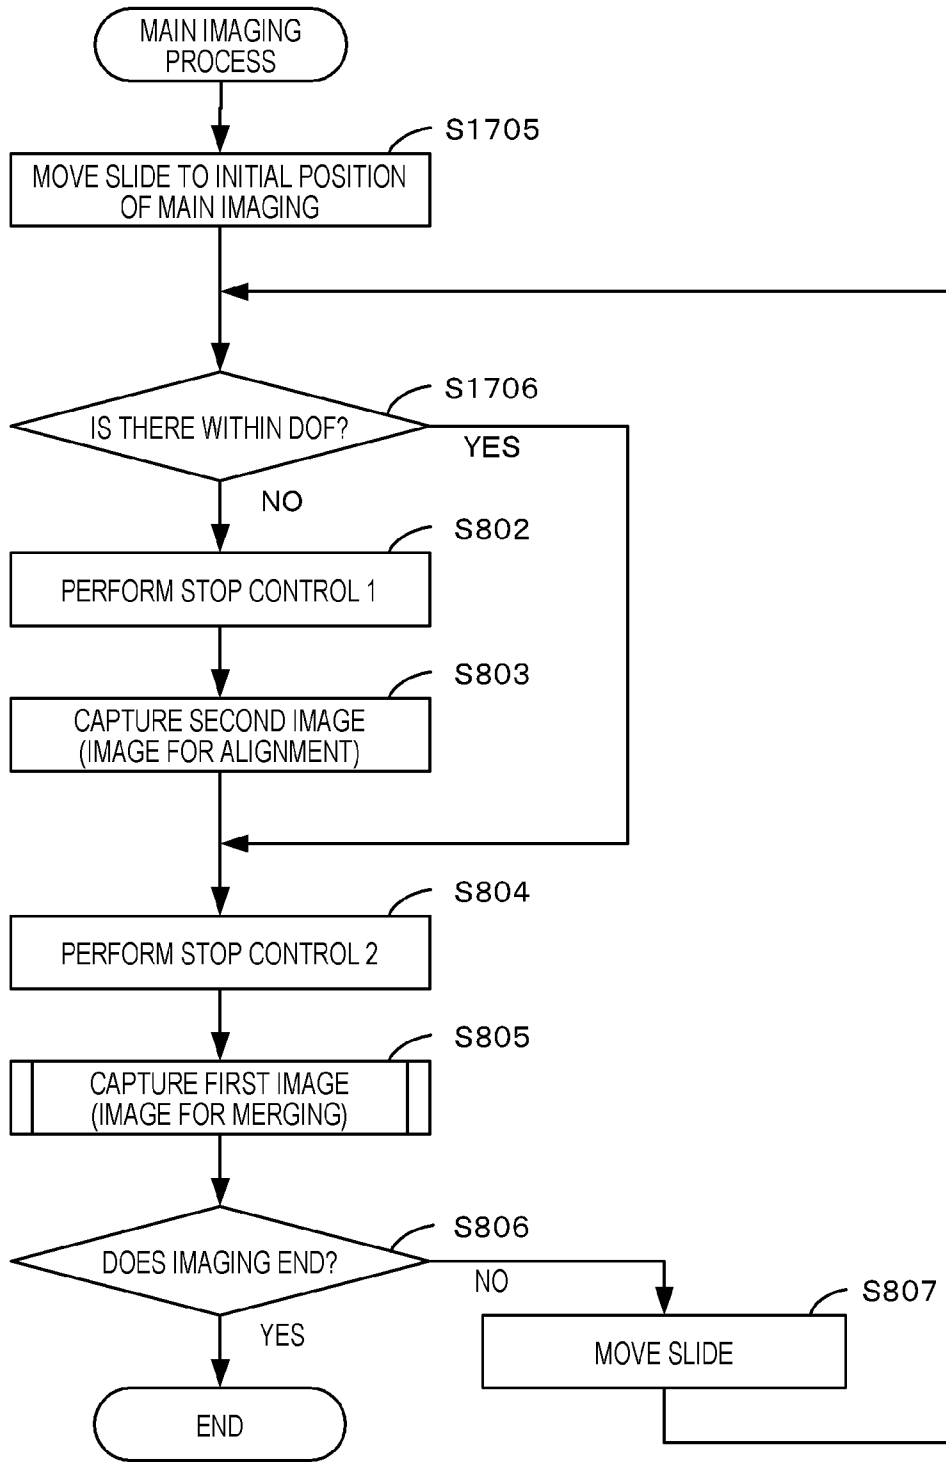 MAIN IMAGING
PROCESS
S1705
MOVE SLIDE TO INITIAL POSITION
OF MAIN IMAGING
S1706
IS THERE WITHIN DOF?
YES
NO
S802
PERFORM STOP CONTROL 1
S803
CAPTURE SECOND IMAGE
(IMAGE FOR ALIGNMENT)
S804
PERFORM STOP CONTROL 2
S805
CAPTURE FIRST IMAGE
(IMAGE FOR MERGING)
S806
DOES IMAGING END?
NO
S807
YES
MOVE SLIDE
END